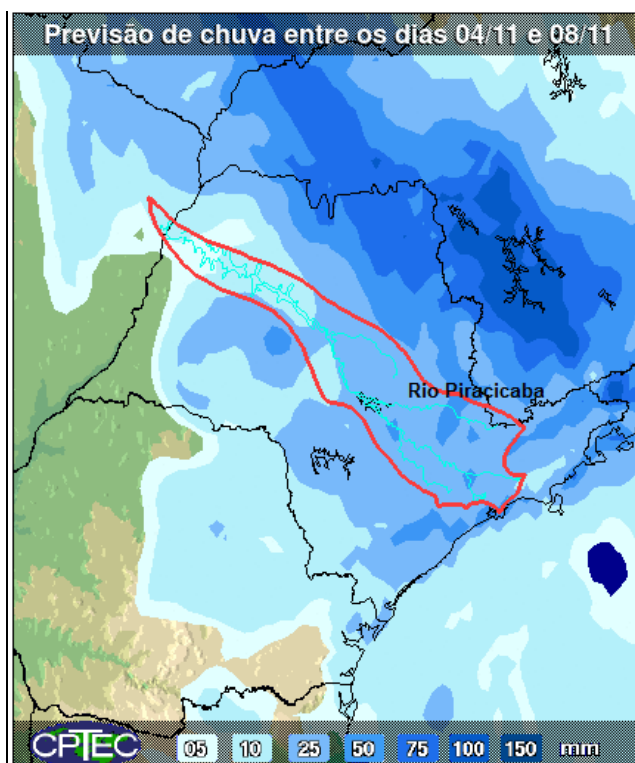 Previsão de chuva entre os dias 04/11 e 08/11
Rio Piracicaba
CPTEC 05 10 25 50 75 100 150 mm